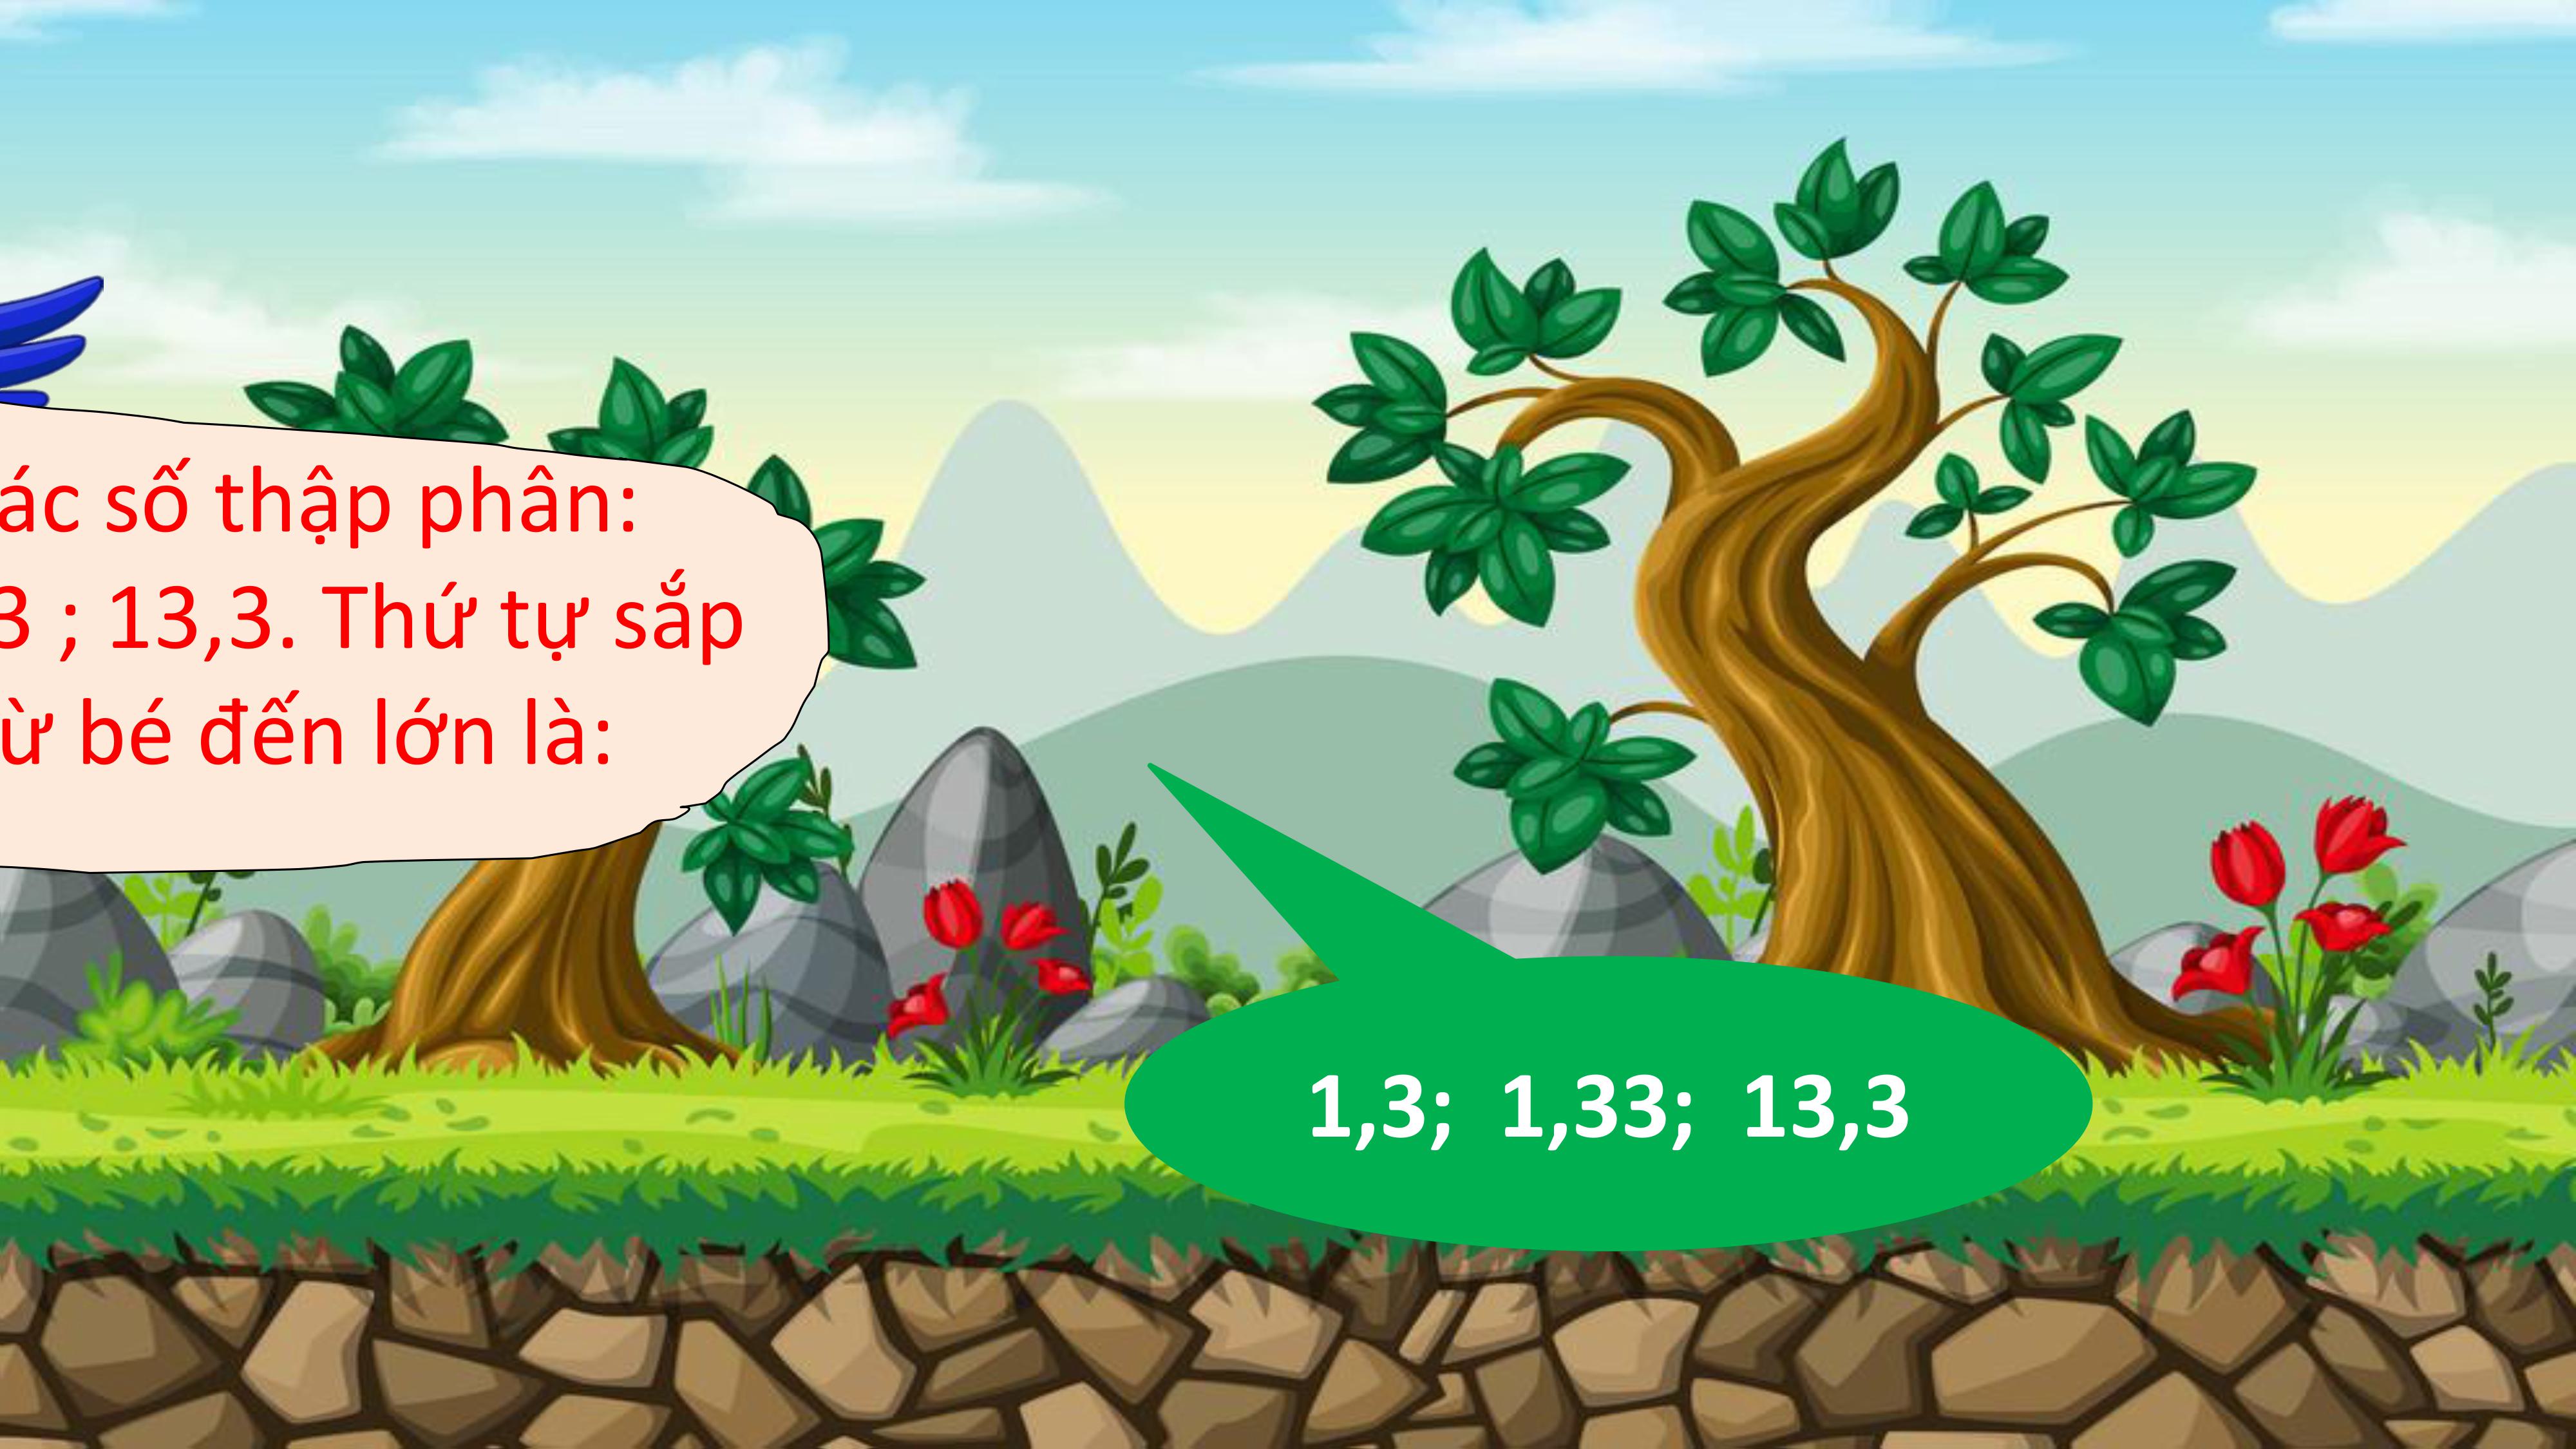 ác số thập phân:
3 ; 13,3. Thứ tự sắp
ừ bé đến lớn là:
1,3; 1,33; 13,3